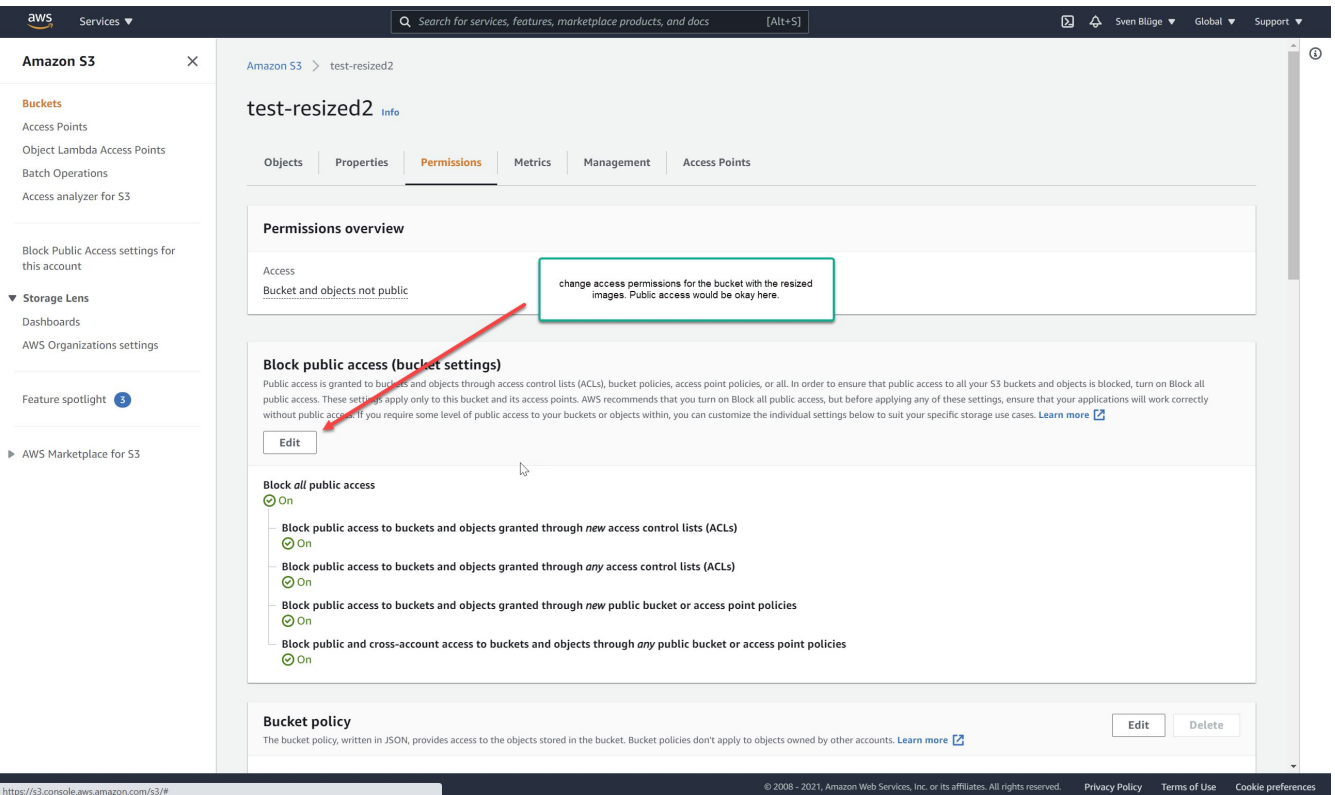 aws Services ▼ Search for services, features, marketplace products, and docs [Alt+S] Sven Blüge ▼ Global ▼ Support ▼
Amazon S3
Buckets
Access Points
Object Lambda Access Points
Batch Operations
Access analyzer for S3
Block Public Access settings for
this account
▼ Storage Lens
Dashboards
AWS Organizations settings
Feature spotlight 3
▶ AWS Marketplace for S3
Amazon S3 > test-resized2
test-resized2 Info
Objects Properties Permissions Metrics Management Access Points
Permissions overview
Access
Bucket and objects not public
change access permissions for the bucket with the resized
images. Public access would be okay here.
Block public access (bucket settings)
Public access is granted to buckets and objects through access control lists (ACLs), bucket policies, access point policies, or all. In order to ensure that public access to all your S3 buckets and objects is blocked, turn on Block all
public access. These settings apply only to this bucket and its access points. AWS recommends that you turn on Block all public access, but before applying any of these settings, ensure that your applications will work correctly
without public access. If you require some level of public access to your buckets or objects within, you can customize the individual settings below to suit your specific storage use cases. Learn more
Edit
Block all public access
On
Block public access to buckets and objects granted through new access control lists (ACLs)
On
Block public access to buckets and objects granted through any access control lists (ACLs)
On
Block public access to buckets and objects granted through new public bucket or access point policies
On
Block public and cross-account access to buckets and objects through any public bucket or access point policies
On
Bucket policy
Edit Delete
The bucket policy, written in JSON, provides access to the objects stored in the bucket. Bucket policies don't apply to objects owned by other accounts. Learn more
https://s3.console.aws.amazon.com/s3/#
© 2008 - 2021, Amazon Web Services, Inc. or its affiliates. All rights reserved. Privacy Policy Terms of Use Cookie preferences